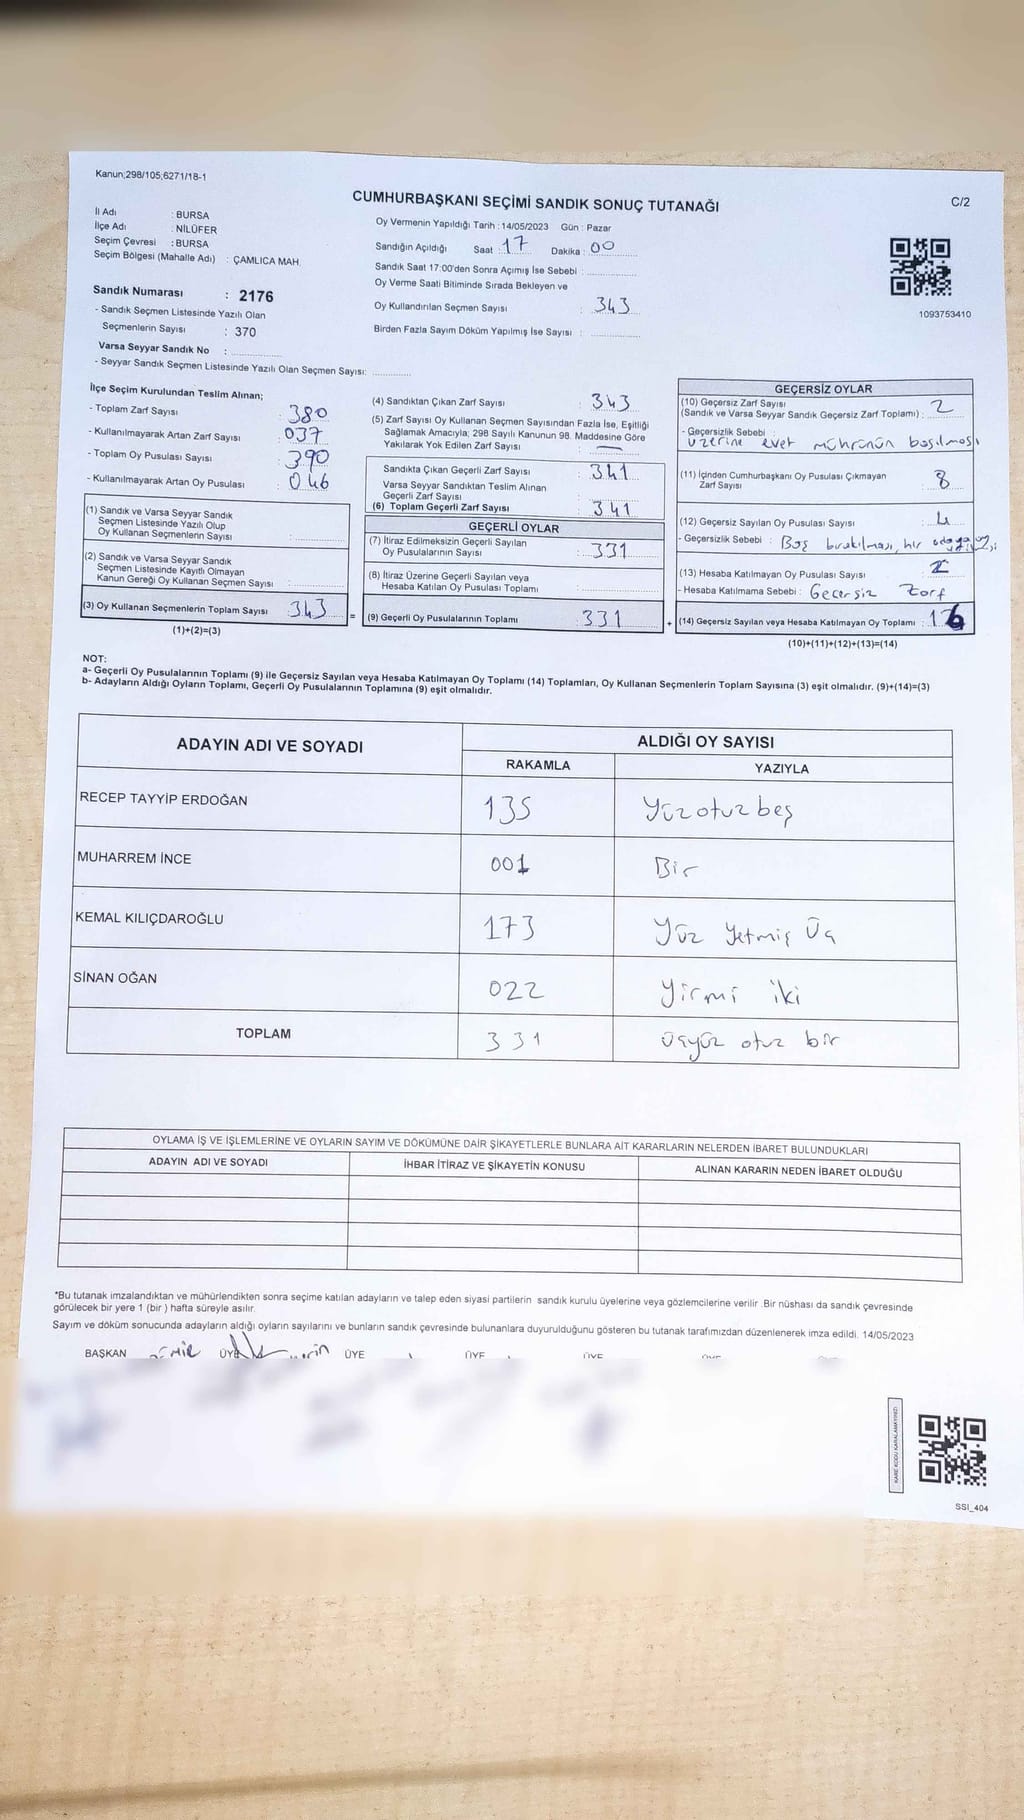 Kanun;298/105;6271/18-1
CUMHURBAŞKANI SEÇİMİ SANDIK SONUÇ TUTANAĞI
C/2
İl Adı : BURSA
İlçe Adı : NİLÜFER
Seçim Çevresi : BURSA
Seçim Bölgesi (Mahalle Adı) : ÇAMLICA MAH.
Sandık Numarası : 2176
- Sandık Seçmen Listesinde Yazılı Olan
Seçmenlerin Sayısı : 370
Varsa Seyyar Sandık No :
- Seyyar Sandık Seçmen Listesinde Yazılı Olan Seçmen Sayısı:
Oy Vermenin Yapıldığı Tarih : 14/05/2023 Gün : Pazar
Sandığın Açıldığı Saat : 17 Dakika : 00
Sandık Saat 17:00'den Sonra Açımış İse Sebebi :
Oy Verme Saati Bitiminde Sırada Bekleyen ve
Oy Kullandırılan Seçmen Sayısı : 343
Birden Fazla Sayım Döküm Yapılmış İse Sayısı :
1093753410
İlçe Seçim Kurulundan Teslim Alınan;
- Toplam Zarf Sayısı : 380
- Kullanılmayarak Artan Zarf Sayısı : 037
- Toplam Oy Pusulası Sayısı : 390
- Kullanılmayarak Artan Oy Pusulası : 046
(1) Sandık ve Varsa Seyyar Sandık
Seçmen Listesinde Yazılı Olup
Oy Kullanan Seçmenlerin Sayısı :
(2) Sandık ve Varsa Seyyar Sandık
Seçmen Listesinde Kayıtlı Olmayan
Kanun Gereği Oy Kullanan Seçmen Sayısı :
(3) Oy Kullanan Seçmenlerin Toplam Sayısı : 343 =
(1)+(2)=(3)
(4) Sandıktan Çıkan Zarf Sayısı : 343
(5) Zarf Sayısı Oy Kullanan Seçmen Sayısından Fazla İse, Eşitliği
Sağlamak Amacıyla; 298 Sayılı Kanunun 98. Maddesine Göre
Yakılarak Yok Edilen Zarf Sayısı : —
Sandıkta Çıkan Geçerli Zarf Sayısı : 341
Varsa Seyyar Sandıktan Teslim Alınan
Geçerli Zarf Sayısı :
(6) Toplam Geçerli Zarf Sayısı : 341
GEÇERLİ OYLAR
(7) İtiraz Edilmeksizin Geçerli Sayılan
Oy Pusulalarının Sayısı : 331
(8) İtiraz Üzerine Geçerli Sayılan veya
Hesaba Katılan Oy Pusulası Toplamı :
(9) Geçerli Oy Pusulalarının Toplamı : 331 +
GEÇERSİZ OYLAR
(10) Geçersiz Zarf Sayısı
(Sandık ve Varsa Seyyar Sandık Geçersiz Zarf Toplamı) : 2
- Geçersizlik Sebebi :
üzerine evet mührünün basılması
(11) İçinden Cumhurbaşkanı Oy Pusulası Çıkmayan
Zarf Sayısı : 8
(12) Geçersiz Sayılan Oy Pusulası Sayısı : 4
- Geçersizlik Sebebi : Boş bırakılması, bir adaya
(13) Hesaba Katılmayan Oy Pusulası Sayısı :
- Hesaba Katılmama Sebebi : Geçersiz Zarf
(14) Geçersiz Sayılan veya Hesaba Katılmayan Oy Toplamı :
(10)+(11)+(12)+(13)=(14)
NOT:
a- Geçerli Oy Pusulalarının Toplamı (9) ile Geçersiz Sayılan veya Hesaba Katılmayan Oy Toplamı (14) Toplamları, Oy Kullanan Seçmenlerin Toplam Sayısına (3) eşit olmalıdır. (9)+(14)=(3)
b- Adayların Aldığı Oyların Toplamı, Geçerli Oy Pusulalarının Toplamına (9) eşit olmalıdır.
ADAYIN ADI VE SOYADI
ALDIĞI OY SAYISI
RAKAMLA YAZIYLA
RECEP TAYYİP ERDOĞAN 135 Yüzotuzbeş
MUHARREM İNCE 001 Bir
KEMAL KILIÇDAROĞLU 173 Yüz Yetmiş Üç
SİNAN OĞAN 022 Yirmi iki
TOPLAM 331 üçyüz otuz bir
OYLAMA İŞ VE İŞLEMLERİNE VE OYLARIN SAYIM VE DÖKÜMÜNE DAİR ŞİKAYETLERLE BUNLARA AİT KARARLARIN NELERDEN İBARET BULUNDUKLARI
ADAYIN ADI VE SOYADI İHBAR İTİRAZ VE ŞİKAYETİN KONUSU ALINAN KARARIN NEDEN İBARET OLDUĞU
*Bu tutanak imzalandıktan ve mühürlendikten sonra seçime katılan adayların ve talep eden siyasi partilerin sandık kurulu üyelerine veya gözlemcilerine verilir .Bir nüshası da sandık çevresinde
görülecek bir yere 1 (bir ) hafta süreyle asılır.
Sayım ve döküm sonucunda adayların aldığı oyların sayılarını ve bunların sandık çevresinde bulunanlara duyurulduğunu gösteren bu tutanak tarafımızdan düzenlenerek imza edildi. 14/05/2023
BAŞKAN ÜYE ÜYE ÜYE ÜYE
KARE KODU KARALAMAYINIZ!
SSI_404